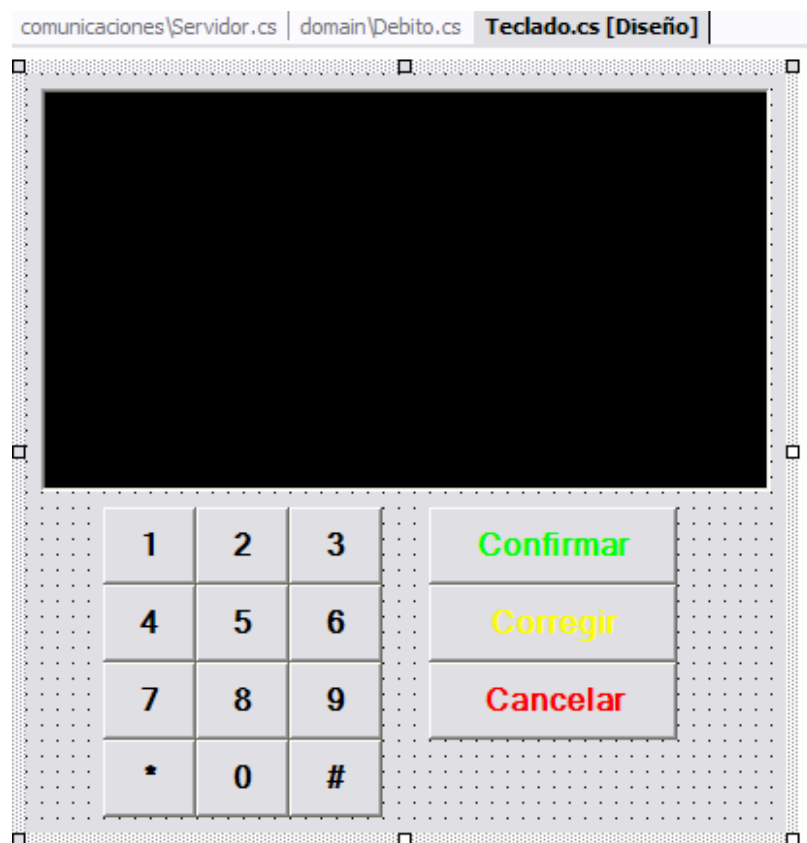 comunicaciones\Servidor.cs domain\Debito.cs Teclado.cs [Diseño]
1 2 3 Confirmar
4 5 6 Corregir
7 8 9 Cancelar
* 0 #